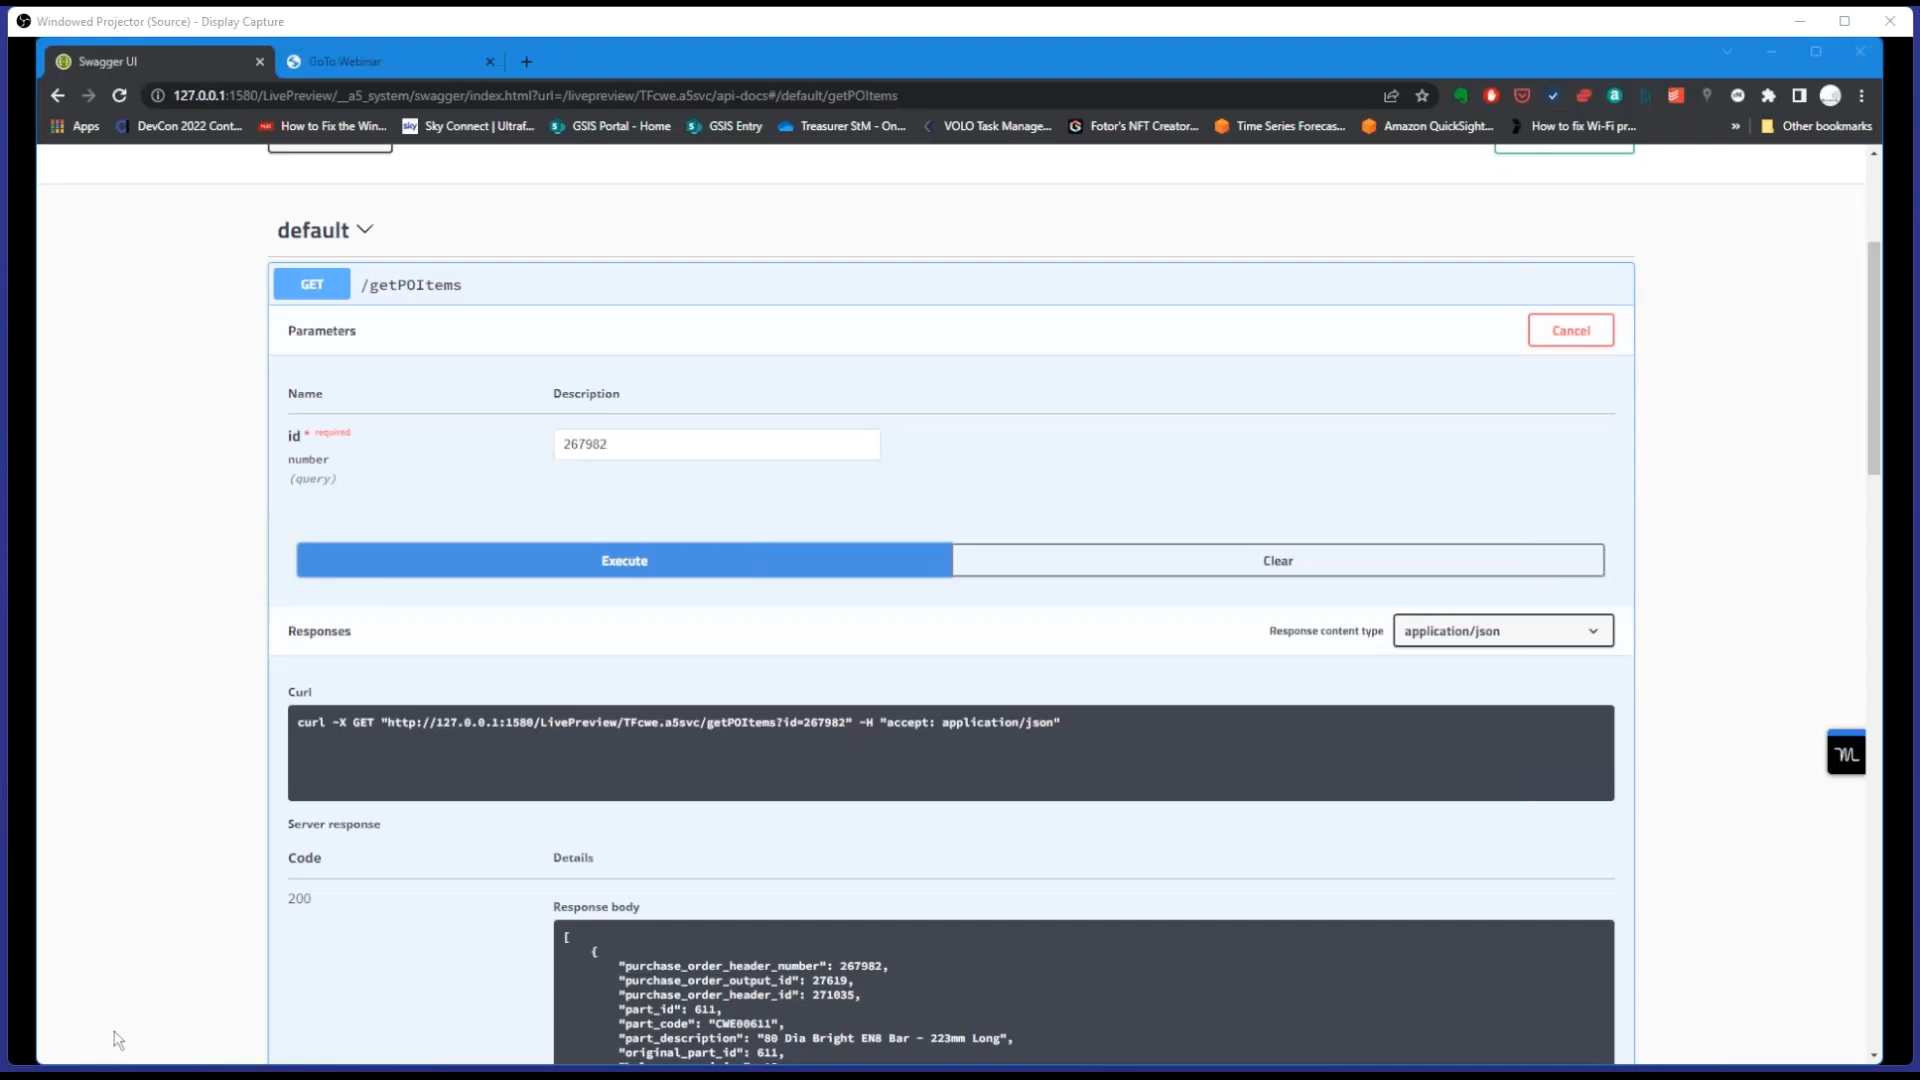 Windowed Projector (Source) - Display Capture
Swagger UI
GoTo Webinar
127.0.0.1:1580/LivePreview/__a5_system/swagger/index.html?url=/livepreview/TFcwe.a5svc/api-docs#/default/getPOItems
Apps
DevCon 2022 Cont...
How to Fix the Win...
sky
Sky Connect | Ultraf...
GSIS Portal - Home
GSIS Entry
Treasurer StM - On...
VOLO Task Manage...
Fotor's NFT Creator...
Time Series Forecas...
Amazon QuickSight...
How to fix Wi-Fi pr...
»
Other bookmarks
default
GET
/getPOItems
Parameters
Cancel
Name
Description
id * required
267982
number
(query)
Execute
Clear
Responses
Response content type
application/json
Curl
curl -X GET "http://127.0.0.1:1580/LivePreview/TFcwe.a5svc/getPOItems?id=267982" -H "accept: application/json"
Server response
Code
Details
200
Response body
[
{
"purchase_order_header_number": 267982,
"purchase_order_output_id": 27619,
"purchase_order_header_id": 271035,
"part_id": 611,
"part_code": "CWE00611",
"part_description": "80 Dia Bright EN8 Bar - 223mm Long",
"original_part_id": 611,